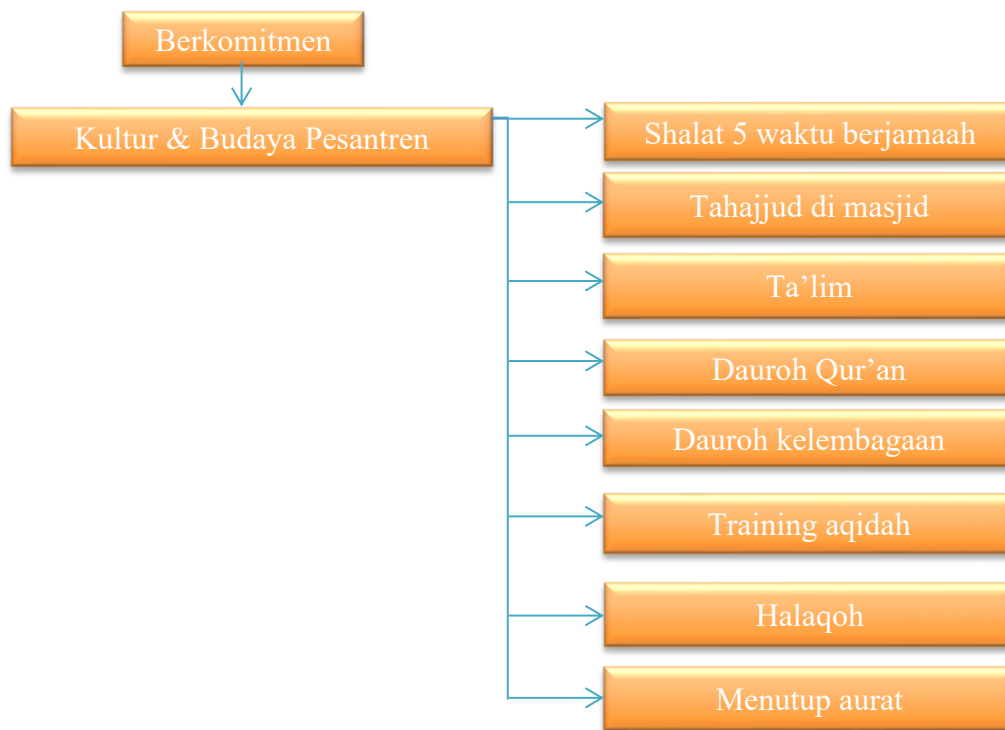 Berkomitmen
Kultur & Budaya Pesantren
Shalat 5 waktu berjamaah
Tahajjud di masjid
Ta’lim
Dauroh Qur’an
Dauroh kelembagaan
Training aqidah
Halaqoh
Menutup aurat